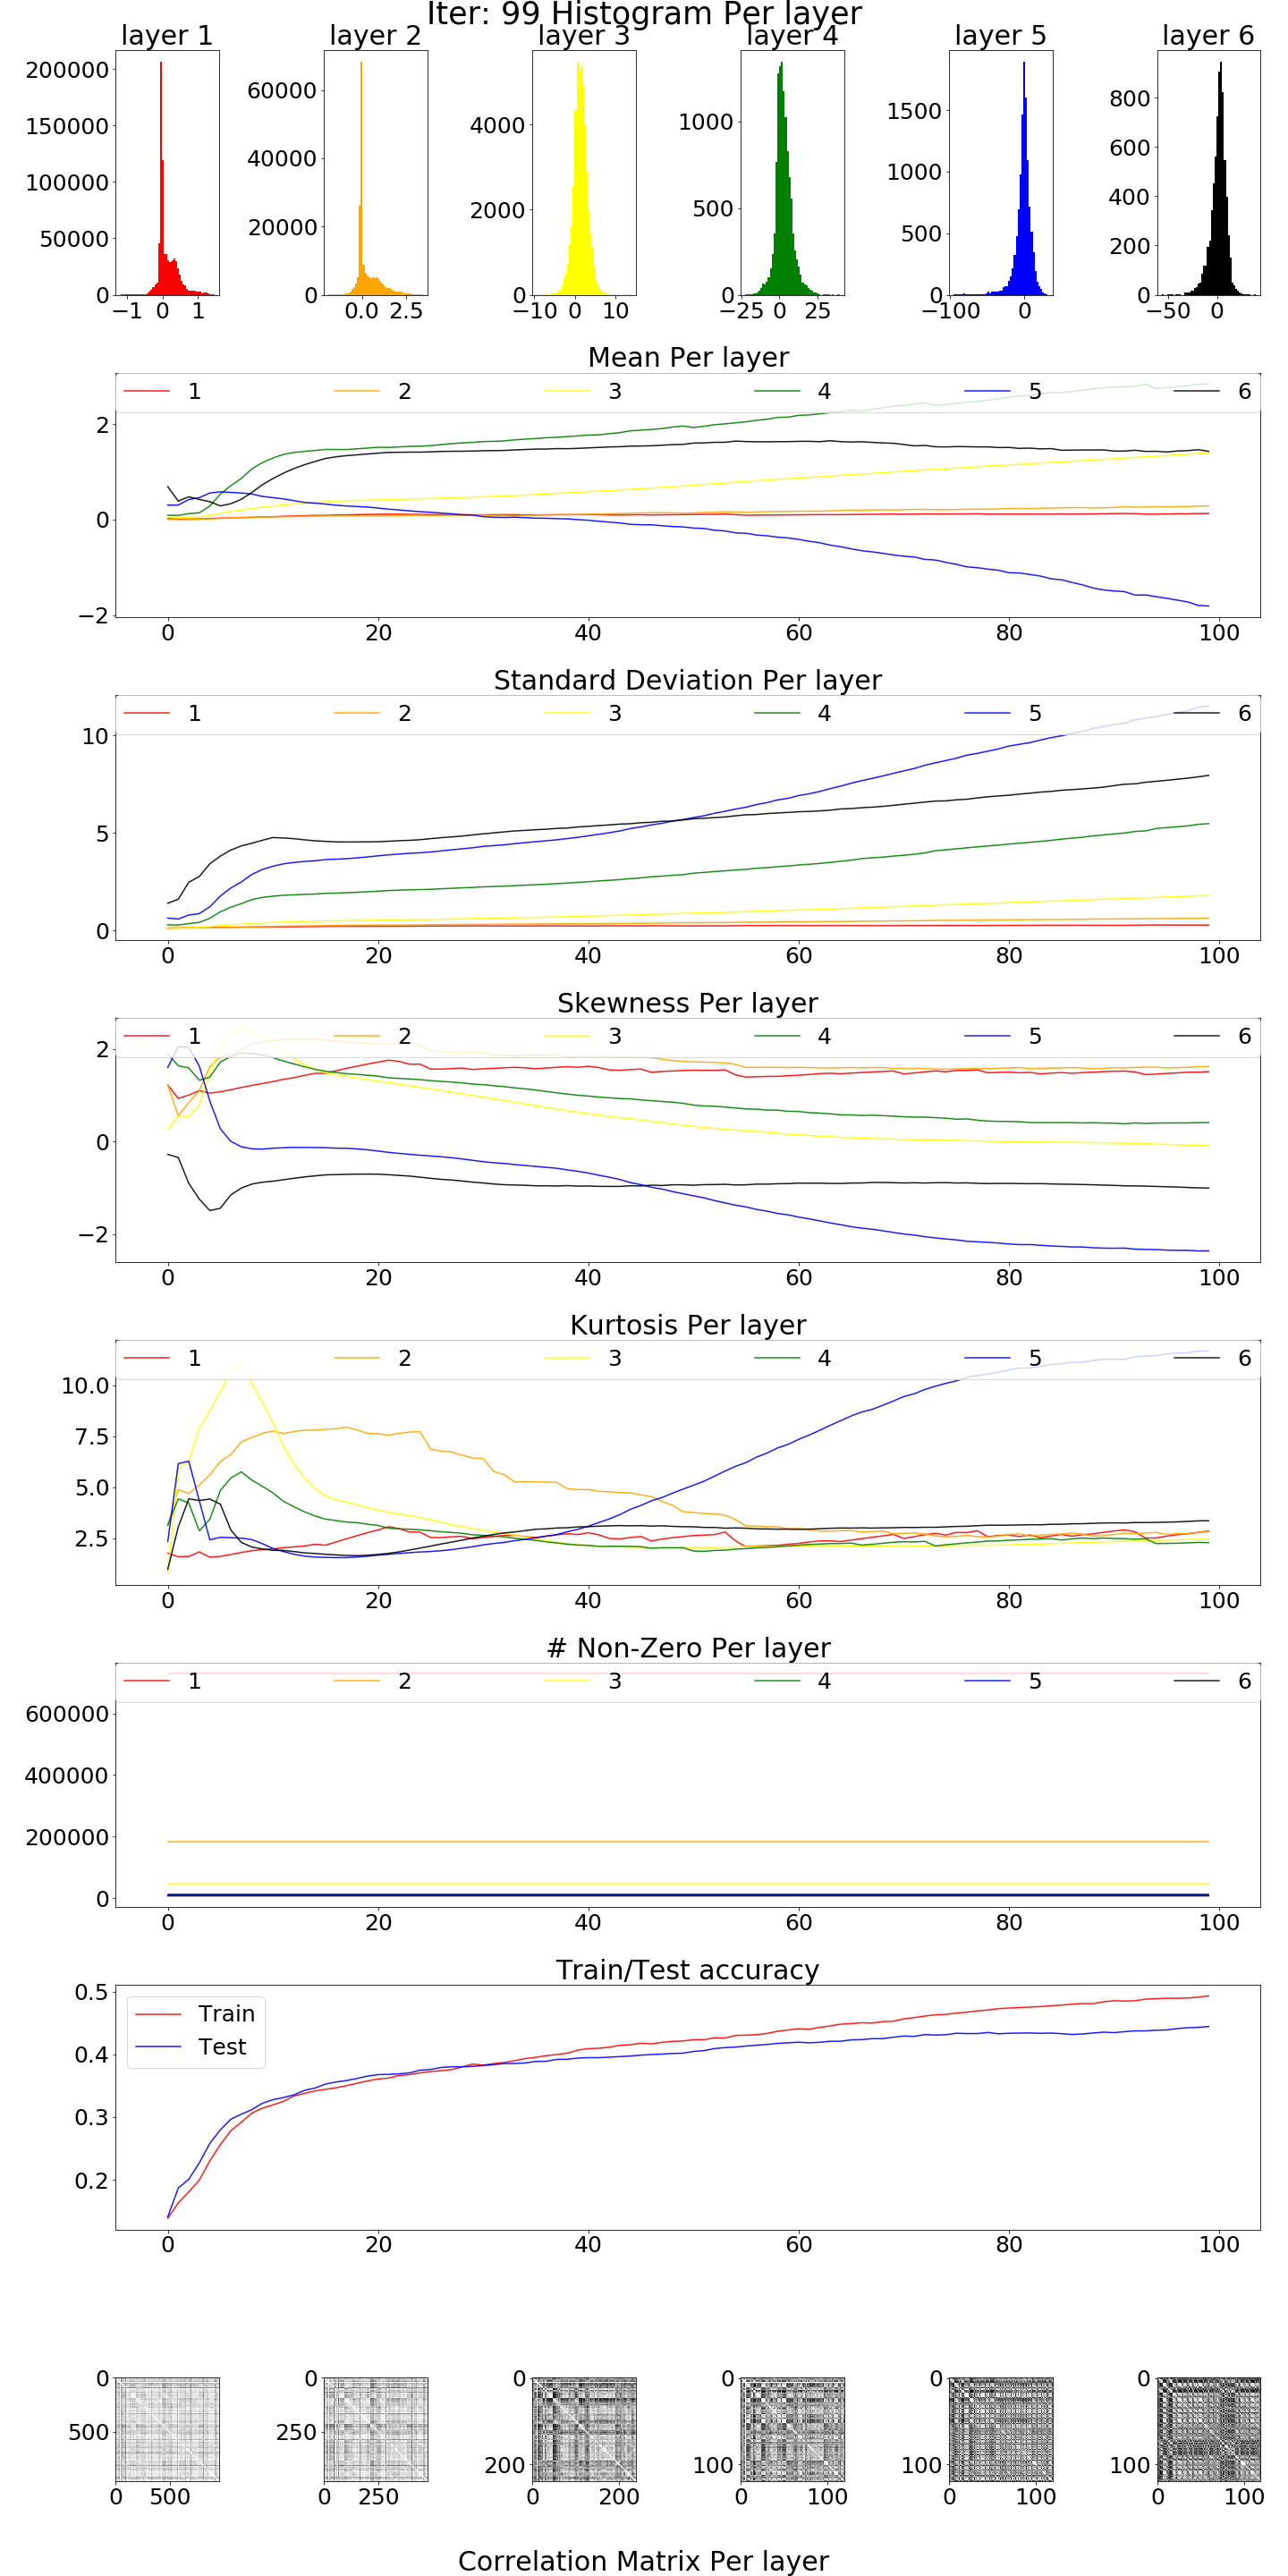 Iter: 99 Histogram Per layer
layer 1 layer 2 layer 3 layer 4 layer 5 layer 6
200000
150000
100000
50000
0
−1 0 1
60000
40000
20000
0
0.0 2.5
4000
2000
0
−10 0 10
1000
500
0
−25 0 25
1500
1000
500
0
−100 0
800
600
400
200
0
−50 0
Mean Per layer
1 2 3 4 5 6
2
0
−2
0 20 40 60 80 100
Standard Deviation Per layer
1 2 3 4 5 6
10
5
0
0 20 40 60 80 100
Skewness Per layer
1 2 3 4 5 6
2
0
−2
0 20 40 60 80 100
Kurtosis Per layer
1 2 3 4 5 6
10.0
7.5
5.0
2.5
0 20 40 60 80 100
# Non-Zero Per layer
1 2 3 4 5 6
600000
400000
200000
0
0 20 40 60 80 100
Train/Test accuracy
Train
Test
0.5
0.4
0.3
0.2
0 20 40 60 80 100
0
500
0 500
0
250
0 250
0
200
0 200
0
100
0 100
0
100
0 100
0
100
0 100
Correlation Matrix Per layer